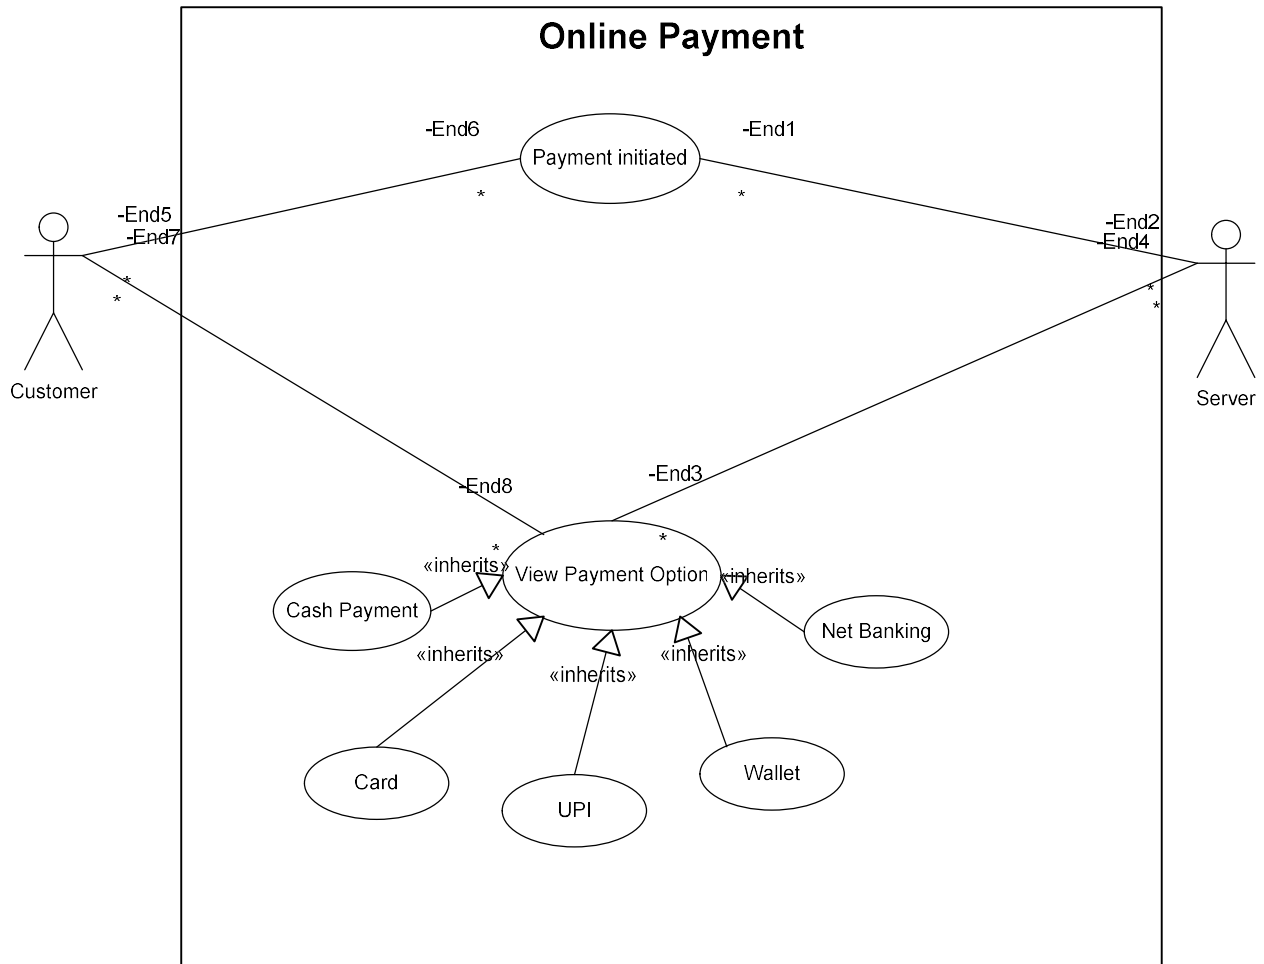 Online Payment
-End6
-End1
Payment initiated
*
*
-End5
-End7
-End2
-End4
*
*
*
*
Customer
Server
-End8
-End3
*
*
«inherits»
View Payment Option
«inherits»
Cash Payment
Net Banking
«inherits»
«inherits»
«inherits»
Card
UPI
Wallet